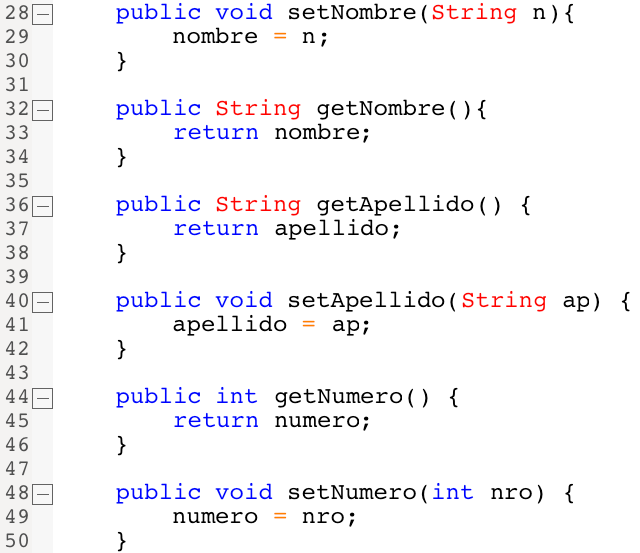 28 public void setNombre(String n){
29 nombre = n;
30 }
31
32 public String getNombre(){
33 return nombre;
34 }
35
36 public String getApellido() {
37 return apellido;
38 }
39
40 public void setApellido(String ap) {
41 apellido = ap;
42 }
43
44 public int getNumero() {
45 return numero;
46 }
47
48 public void setNumero(int nro) {
49 numero = nro;
50 }